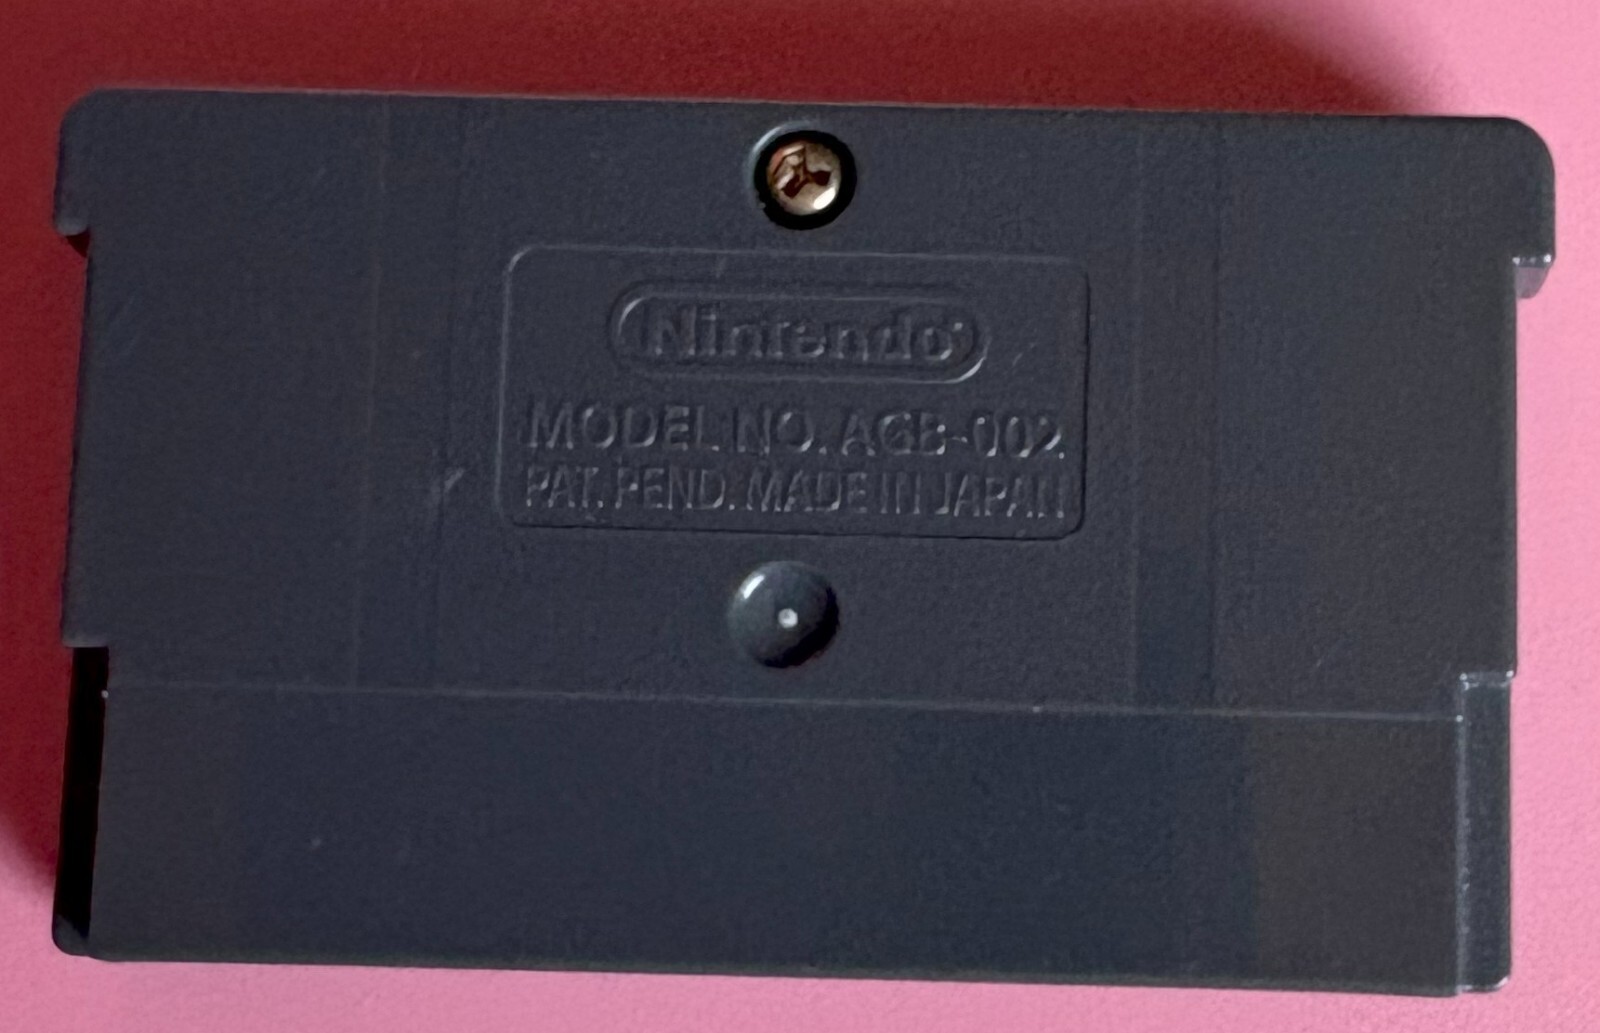 Nintendo®
MODEL NO. AGB-002
PAT. PEND. MADE IN JAPAN